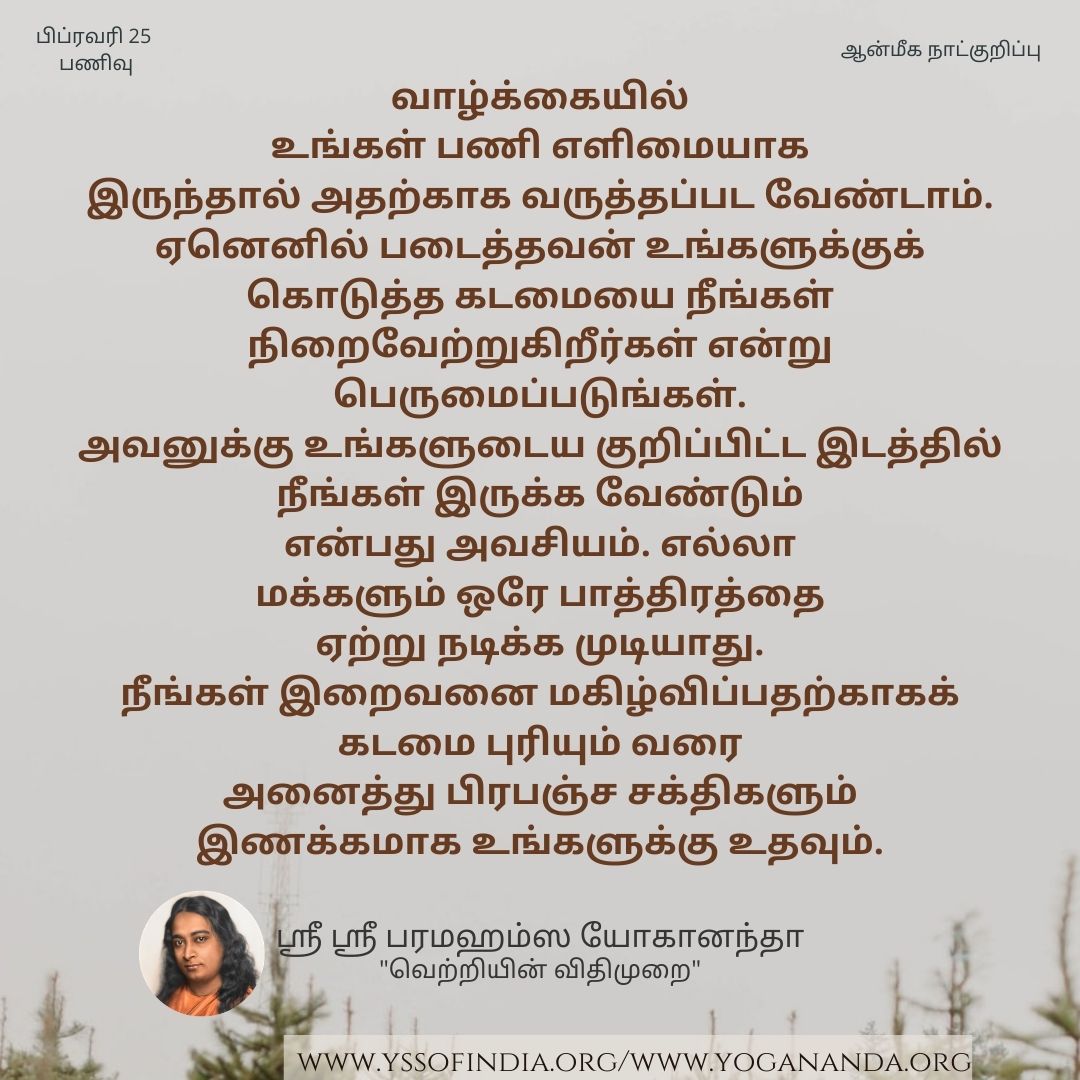 பிப்ரவரி 25
பணிவு
ஆன்மீக நாட்குறிப்பு
வாழ்க்கையில்
உங்கள் பணி எளிமையாக
இருந்தால் அதற்காக வருத்தப்பட வேண்டாம்.
ஏனெனில் படைத்தவன் உங்களுக்குக்
கொடுத்த கடமையை நீங்கள்
நிறைவேற்றுகிறீர்கள் என்று
பெருமைப்படுங்கள்.
அவனுக்கு உங்களுடைய குறிப்பிட்ட இடத்தில்
நீங்கள் இருக்க வேண்டும்
என்பது அவசியம். எல்லா
மக்களும் ஒரே பாத்திரத்தை
ஏற்று நடிக்க முடியாது.
நீங்கள் இறைவனை மகிழ்விப்பதற்காகக்
கடமை புரியும் வரை
அனைத்து பிரபஞ்ச சக்திகளும்
இணக்கமாக உங்களுக்கு உதவும்.
ஸ்ரீ ஸ்ரீ பரமஹம்ஸ யோகானந்தா
"வெற்றியின் விதிமுறை"
WWW.YSSOFINDIA.ORG/WWW.YOGANANDA.ORG